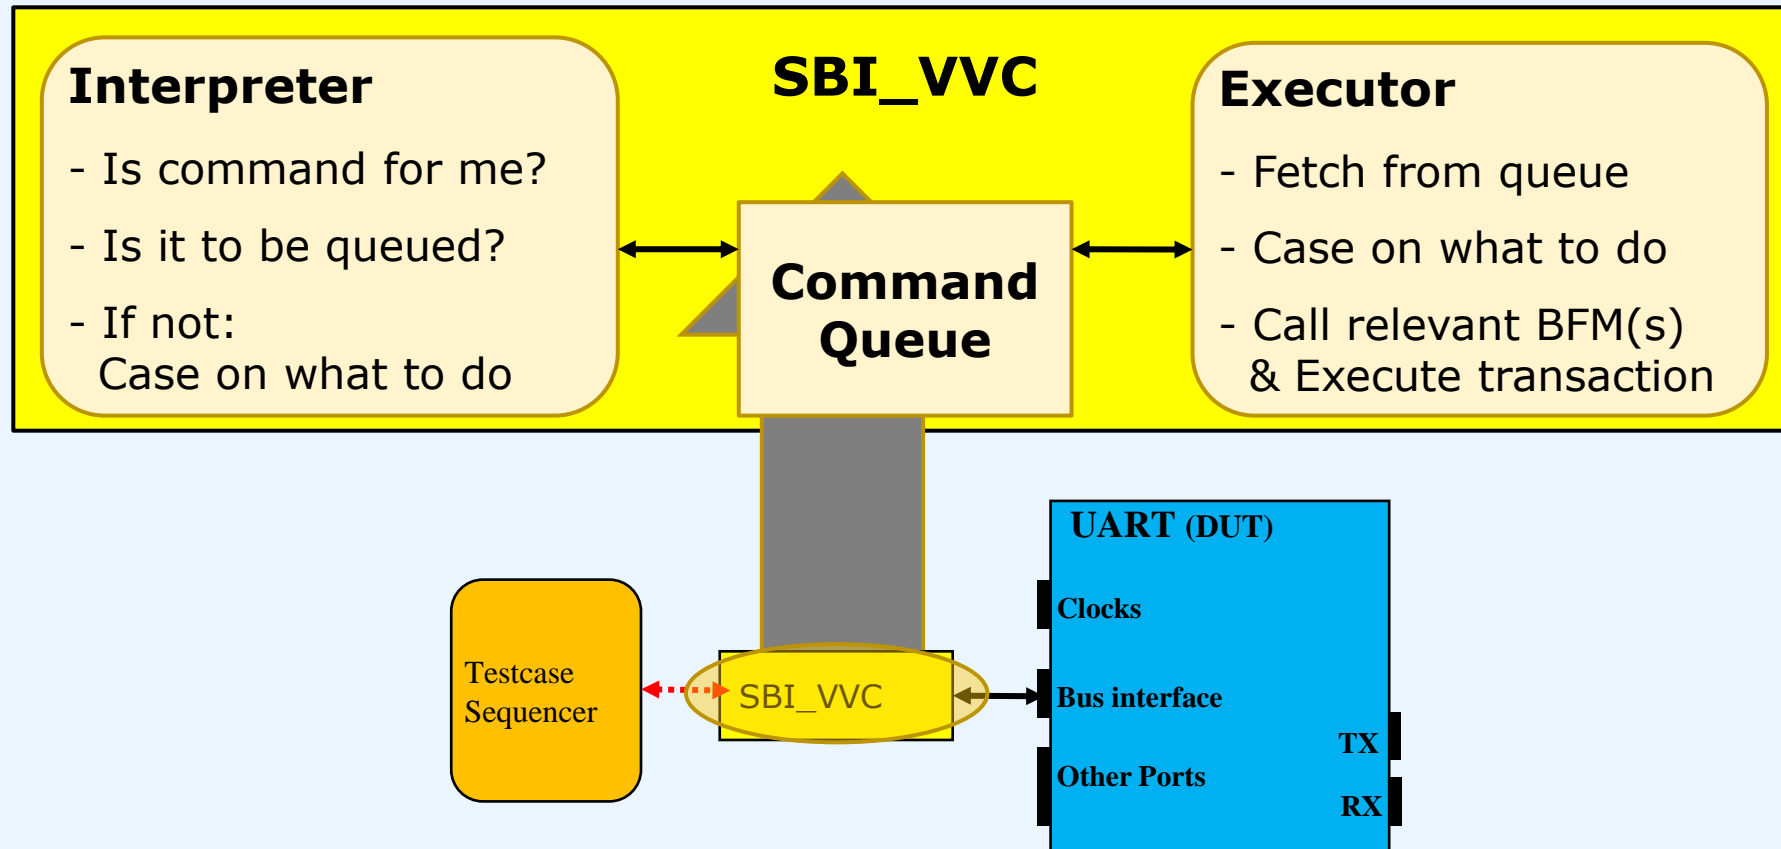 SBI_VVC
Interpreter
- Is command for me?
- Is it to be queued?
- If not:
Case on what to do
Command
Queue
Executor
- Fetch from queue
- Case on what to do
- Call relevant BFM(s)
& Execute transaction
Testcase
Sequencer
SBI_VVC
UART (DUT)
Clocks
Bus interface
Other Ports
TX
RX